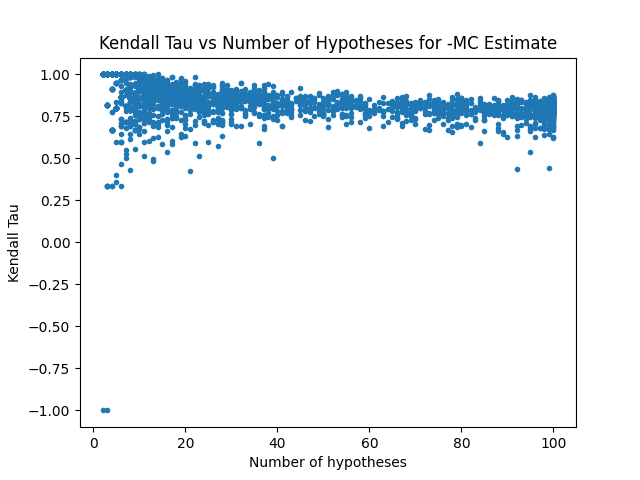 Kendall Tau vs Number of Hypotheses for -MC Estimate
1.00
0.75
0.50
0.25
0.00
−0.25
−0.50
−0.75
−1.00
Kendall Tau
0 20 40 60 80 100
Number of hypotheses